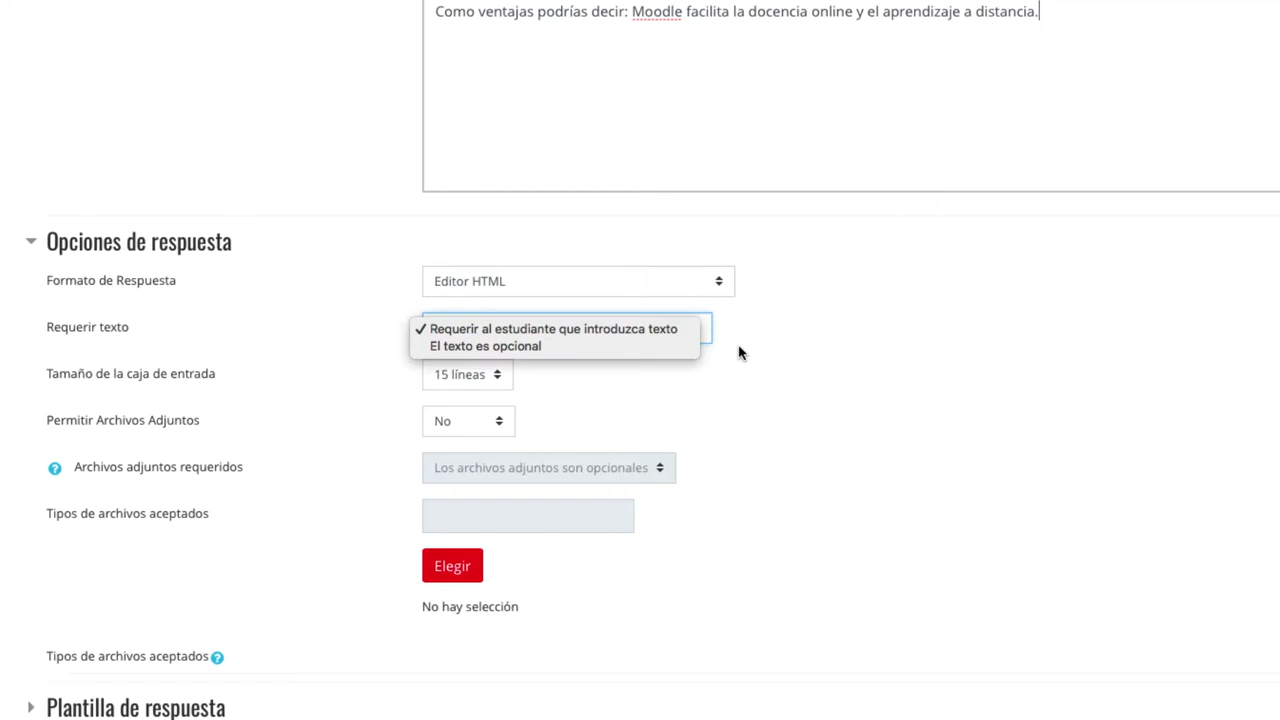 Como ventajas podrías decir: Moodle facilita la docencia online y el aprendizaje a distancia.
Opciones de respuesta
Formato de Respuesta
Editor HTML
Requerir texto
✓ Requerir al estudiante que introduzca texto
El texto es opcional
Tamaño de la caja de entrada
15 líneas
Permitir Archivos Adjuntos
No
? Archivos adjuntos requeridos
Los archivos adjuntos son opcionales
Tipos de archivos aceptados
Elegir
No hay selección
Tipos de archivos aceptados ?
Plantilla de respuesta